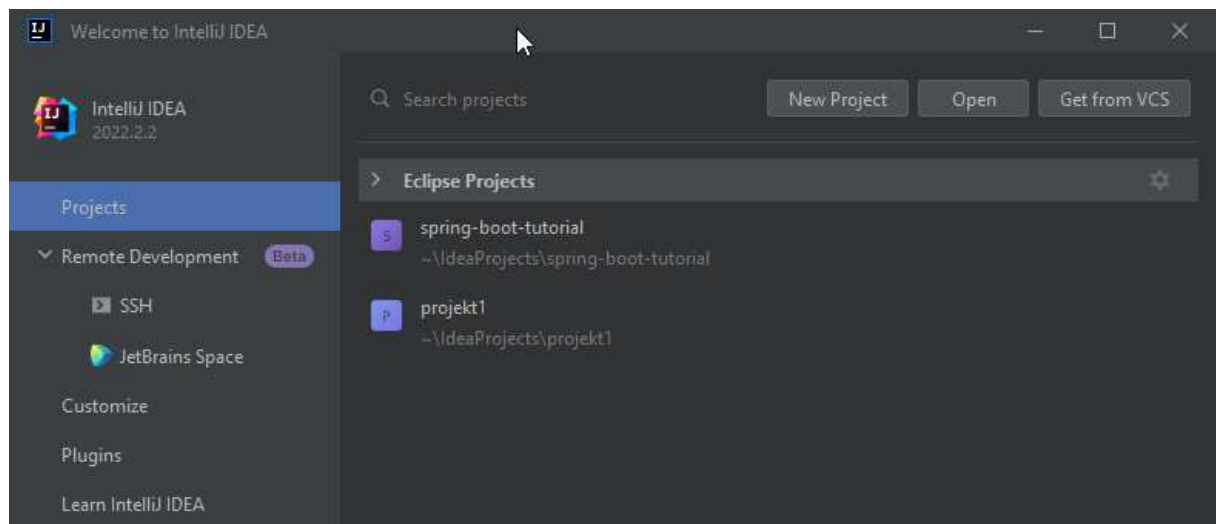 Welcome to IntelliJ IDEA
IntelliJ IDEA
2022.2.2
Projects
Remote Development Beta
SSH
JetBrains Space
Customize
Plugins
Learn IntelliJ IDEA
Search projects
New Project
Open
Get from VCS
Eclipse Projects
S
spring-boot-tutorial
~\IdeaProjects\spring-boot-tutorial
P
projekt1
~\IdeaProjects\projekt1